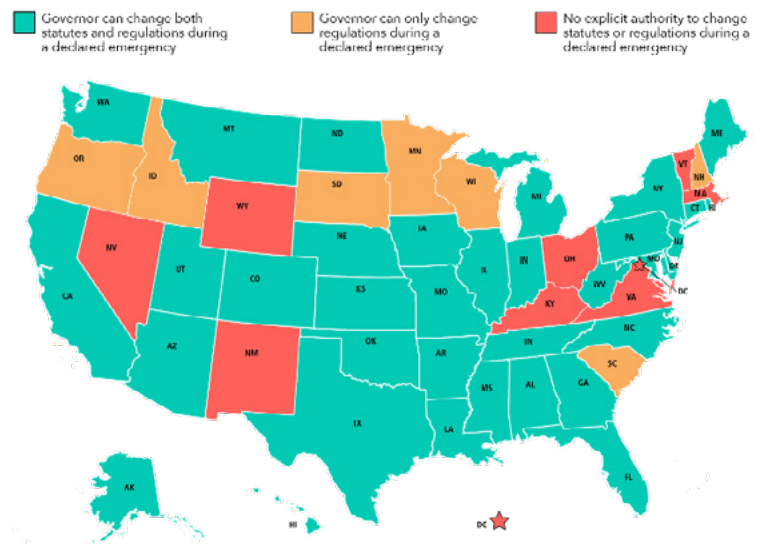 Governor can change both
statutes and regulations during
a declared emergency
Governor can only change
regulations during a
declared emergency
No explicit authority to change
statutes or regulations during a
declared emergency
WA
MT
ND
MN
ME
OR
ID
SD
WI
MI
VT
NH
NY
MA
CT
RI
WY
NV
UT
CO
NE
IA
IL
IN
OH
PA
NJ
MD
DE
DC
WV
VA
KY
CA
KS
MO
NC
TN
AZ
NM
OK
AR
SC
MS
AL
GA
TX
LA
FL
AK
HI
DC